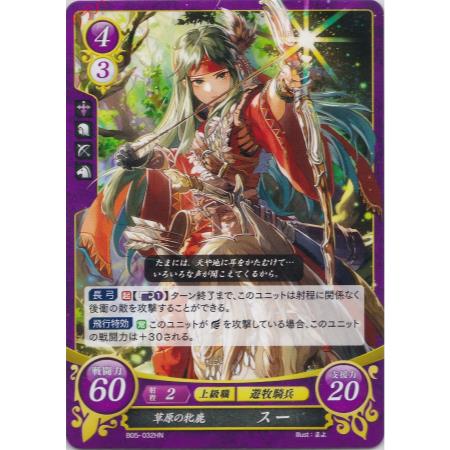 4
3
たまには、天や地に耳をかたむけて…
いろいろな声が聞こえてくるから。
長弓 起 【 1】ターン終了まで、このユニットは射程に関係なく
後衛の敵を攻撃することができる。
飛行特効 常 このユニットが を攻撃している場合、このユニット
の戦闘力は+30される。
戦闘力
60
射程 2
上級職
遊牧騎兵
支援力
20
草原の牝鹿 スー
B05-032HN
Illust：まよ